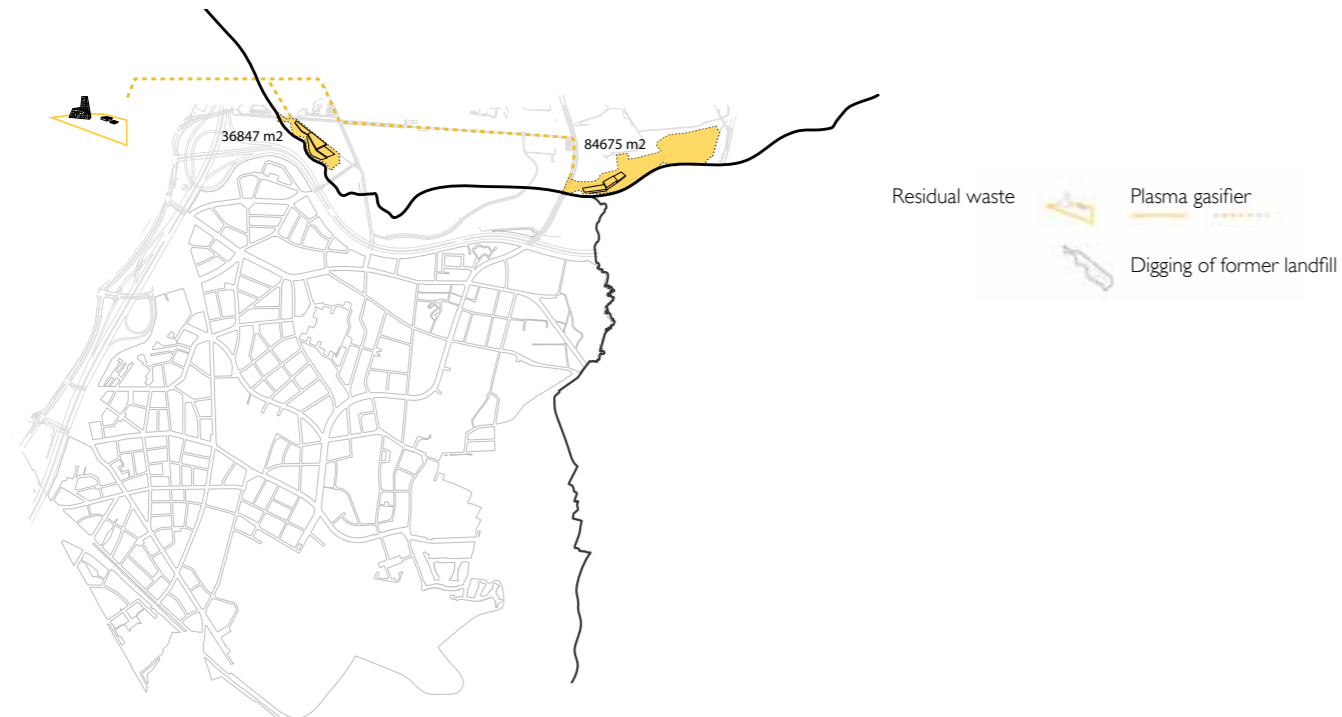 36847 m2
84675 m2
Residual waste
Plasma gasifier
Digging of former landfill